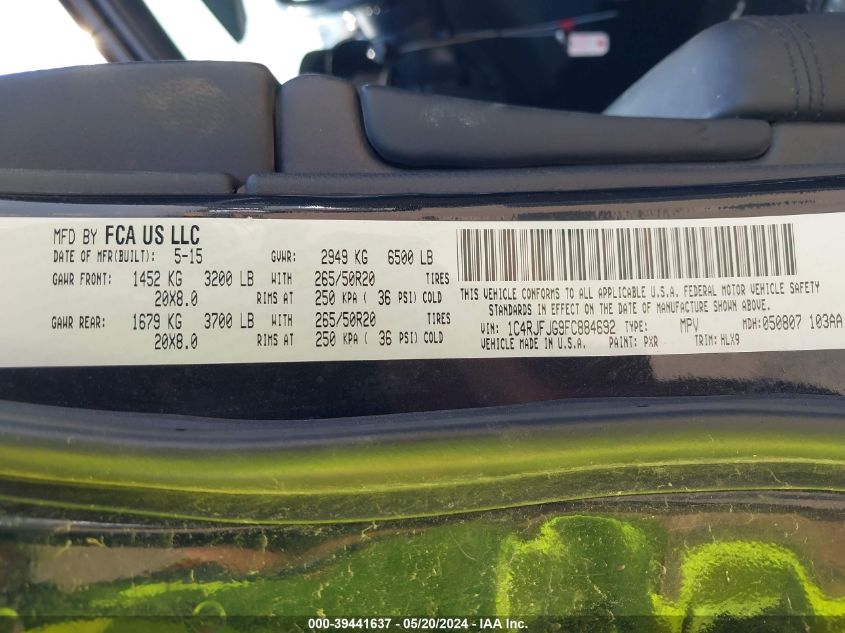 MFD BY FCA US LLC
DATE OF MFR(BUILT): 5-15 GVWR: 2949 KG 6500 LB
GAWR FRONT: 1452 KG 3200 LB WITH 265/50R20 TIRES
20X8.0 RIMS AT 250 KPA ( 36 PSI) COLD
GAWR REAR: 1679 KG 3700 LB WITH 265/50R20 TIRES
20X8.0 RIMS AT 250 KPA ( 36 PSI) COLD
THIS VEHICLE CONFORMS TO ALL APPLICABLE U.S.A. FEDERAL MOTOR VEHICLE SAFETY
STANDARDS IN EFFECT ON THE DATE OF MANUFACTURE SHOWN ABOVE.
VIN: 1C4RJFJG9FC884692 TYPE: MPV MDH:050807 103AA
VEHICLE MADE IN U.S.A. PAINT: PXR TRIM: HLX9
000-39441637 - 05/20/2024 - IAA Inc.